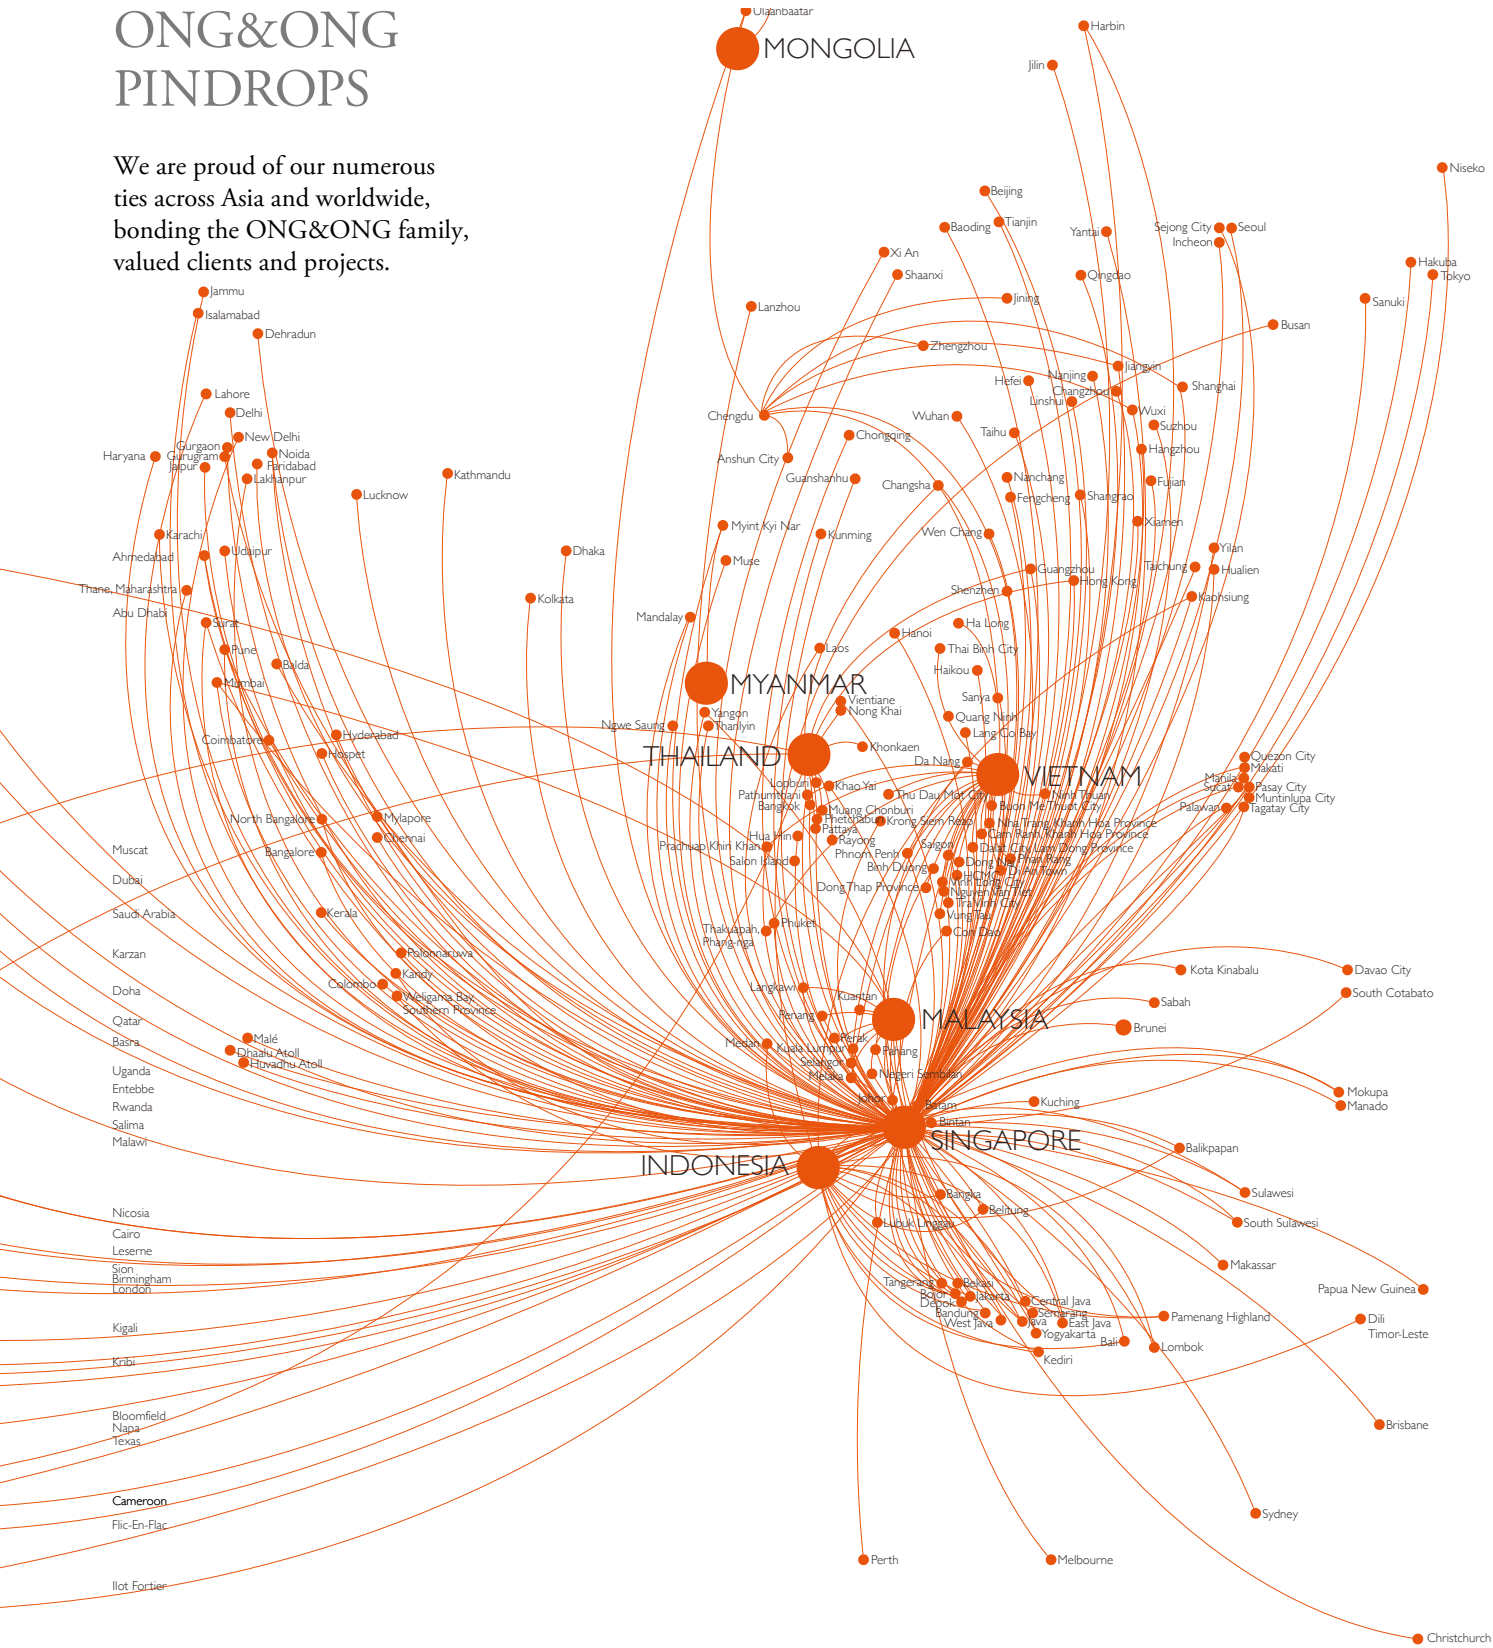 ONG&ONG
PINDROPS
We are proud of our numerous
ties across Asia and worldwide,
bonding the ONG&ONG family,
valued clients and projects.
Ulaanbaatar
MONGOLIA
Harbin
Jilin
Niseko
Beijing
Baoding
Tianjin
Yantai
Sejong City
Seoul
Incheon
Xi An
Shaanxi
Qingdao
Hakuba
Tokyo
Jammu
Isalamabad
Dehradun
Lanzhou
Jining
Sanuki
Busan
Zhengzhou
Jiangyin
Nanjing
Hefei
Changzhou
Shanghai
Linshui
Lahore
Delhi
Chengdu
Wuhan
Wuxi
Suzhou
Taihu
New Delhi
Gurgaon
Haryana
Gurugram
Noida
Jaipur
Faridabad
Lakhanpur
Chongqing
Hangzhou
Anshun City
Kathmandu
Guanshanhu
Changsha
Nanchang
Fujian
Lucknow
Fengcheng
Shangrao
Xiamen
Myint Kyi Nar
Karachi
Kunming
Wen Chang
Ahmedabad
Udaipur
Dhaka
Muse
Yilan
Taichung
Hualien
Guangzhou
Hong Kong
Thane, Maharashtra
Shenzhen
Kaohsiung
Kolkata
Abu Dhabi
Mandalay
Surat
Ha Long
Hanoi
Pune
Laos
Thai Binh City
Balda
Haikou
Mumbai
MYANMAR
Sanya
Vientiane
Nong Khai
Yangon
Quang Ninh
Ngwe Saung
Thanlyin
Lang Co Bay
Coimbatore
Hyderabad
Hospet
THAILAND
Khonkaen
Da Nang
VIETNAM
Quezon City
Makati
Manila
Sucat
Pasay City
Muntinlupa City
Palawan
Tagatay City
Lopburi
Khao Yai
Pathumthani
Thu Dau Mot City
Ninh Thuan
Bangkok
Buon Me Thuot City
Muang Chonburi
North Bangalore
Mylapore
Phetchaburi
Krong Siem Reap
Nha Trang, Khanh Hoa Province
Pattaya
Chennai
Hua Hin
Rayong
Cam Ranh, Khanh Hoa Province
Prachuap Khiri Khan
Saigon
Dalat City, Lam Dong Province
Muscat
Bangalore
Salon Island
Phnom Penh
Dong Nai
Phan Rang
Binh Duong
Di An Town
HCMC
Dubai
Vinh Long City
Dong Thap Province
Nguyen Van Tiet
Tra Vinh City
Saudi Arabia
Kerala
Vung Tau
Phuket
Thakuapah,
Phang-nga
Con Dao
Karzan
Polonnaruwa
Kandy
Kota Kinabalu
Davao City
Colombo
Weligama Bay,
Southern Province
Doha
Langkawi
Kuantan
Sabah
South Cotabato
Qatar
Penang
MALAYSIA
Brunei
Basra
Malé
Dhaalu Atoll
Huvadhu Atoll
Medan
Perak
Kuala Lumpur
Pahang
Selangor
Uganda
Melaka
Negeri Sembilan
Entebbe
Johor
Mokupa
Rwanda
Batam
Kuching
Manado
Salima
Bintan
Malawi
SINGAPORE
Balikpapan
INDONESIA
Sulawesi
Bangka
Nicosia
Belitung
Lubuk Linggau
South Sulawesi
Cairo
Leserne
Sion
Makassar
Birmingham
London
Tangerang
Bekasi
Papua New Guinea
Bojor
Jakarta
Depok
Central Java
Bandung
Semarang
Pamenang Highland
Dili
Timor-Leste
West Java
Java
East Java
Kigali
Yogyakarta
Bali
Lombok
Kribi
Kediri
Bloomfield
Napa
Texas
Brisbane
Cameroon
Sydney
Flic-En-Flac
Perth
Melbourne
Ilot Fortier
Christchurch